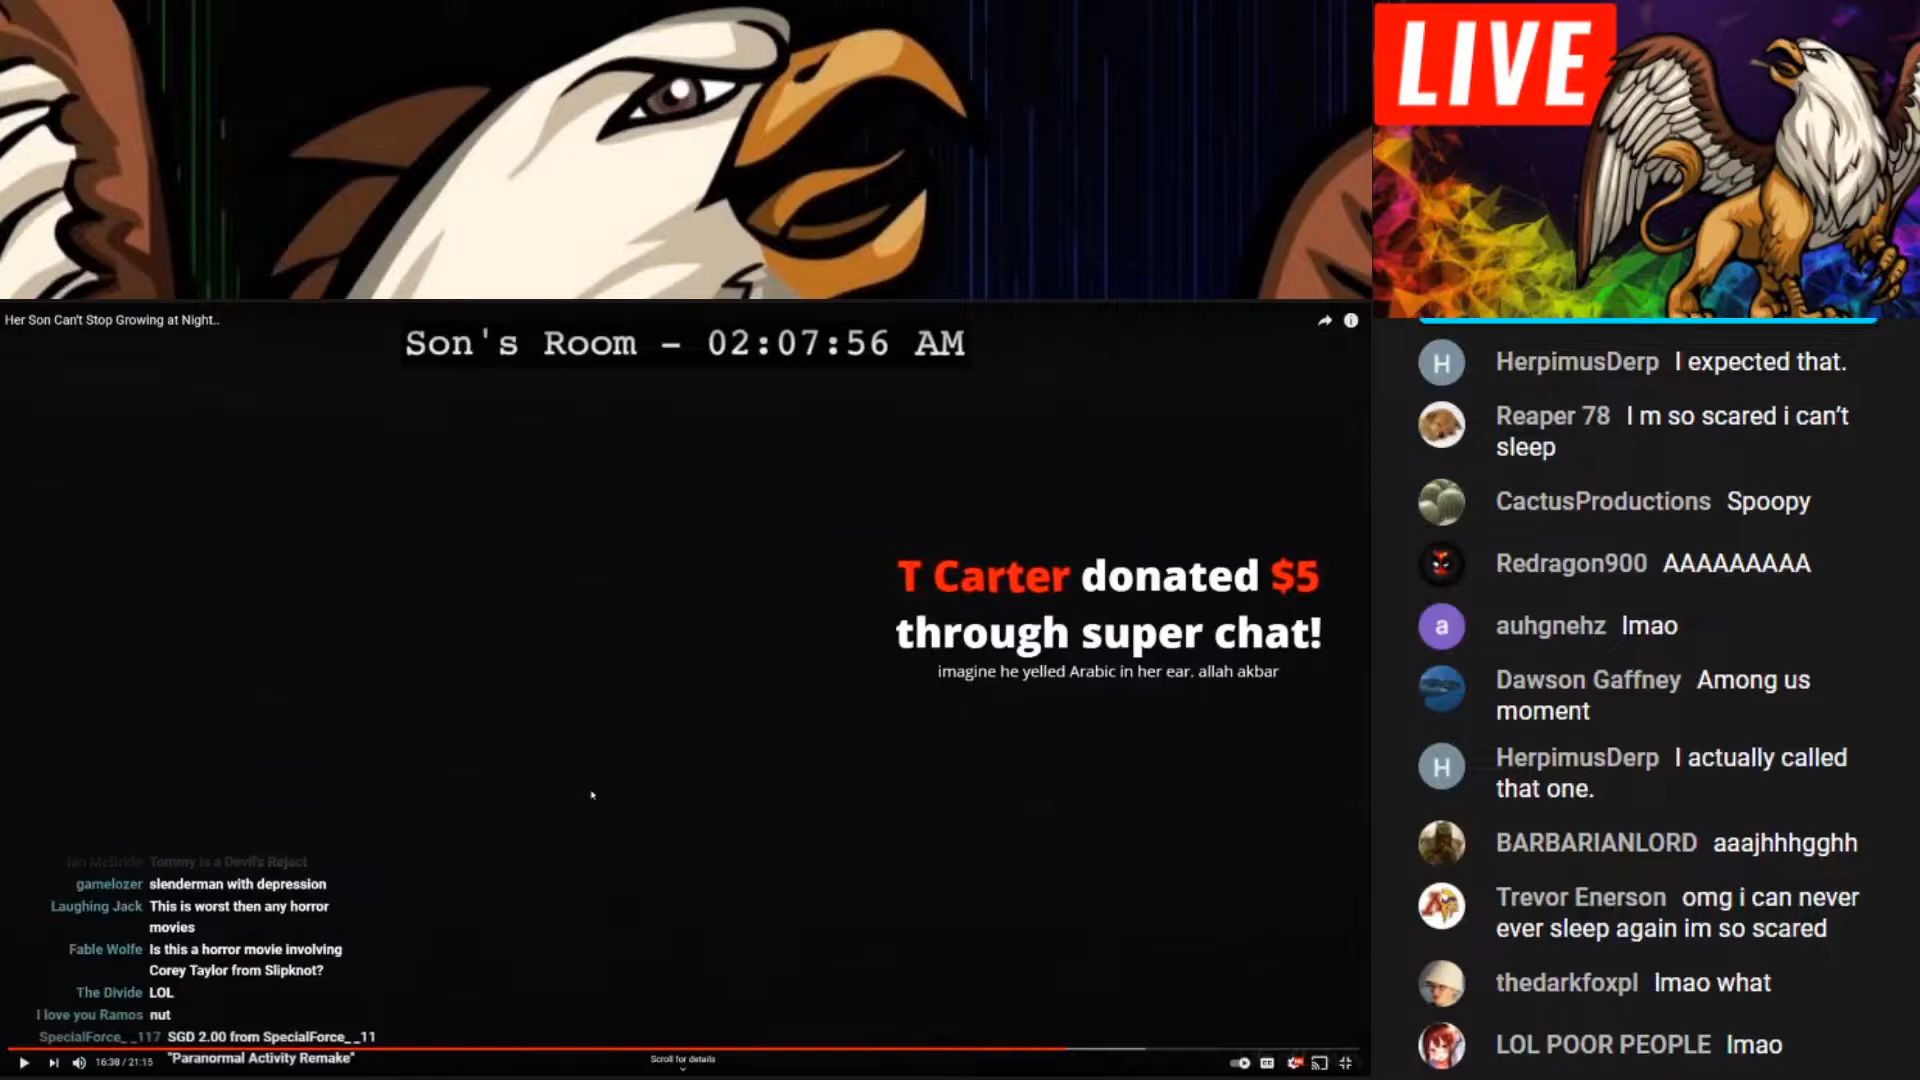 LIVE
Her Son Can't Stop Growing at Night..
Son's Room - 02:07:56 AM
T Carter donated $5
through super chat!
imagine he yelled Arabic in her ear. allah akbar
Ian McBride Tommy is a Devil's Reject
gamelozer slenderman with depression
Laughing Jack This is worst then any horror
movies
Fable Wolfe Is this a horror movie involving
Corey Taylor from Slipknot?
The Divide LOL
I love you Ramos nut
SpecialForce__117 SGD 2.00 from SpecialForce__11
"Paranormal Activity Remake"
16:38 / 21:15
Scroll for details
H HerpimusDerp I expected that.
Reaper 78 I m so scared i can't
sleep
CactusProductions Spoopy
Redragon900 AAAAAAAAA
a auhgnehz lmao
Dawson Gaffney Among us
moment
H HerpimusDerp I actually called
that one.
BARBARIANLORD aaajhhhgghh
Trevor Enerson omg i can never
ever sleep again im so scared
thedarkfoxpl lmao what
LOL POOR PEOPLE lmao